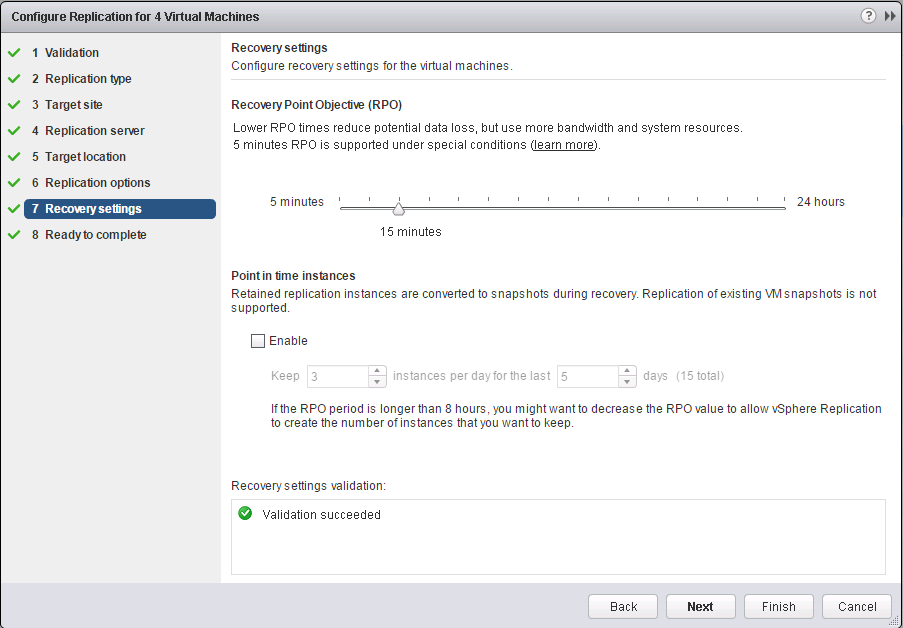 Configure Replication for 4 Virtual Machines
?
1 Validation
2 Replication type
3 Target site
4 Replication server
5 Target location
6 Replication options
7 Recovery settings
8 Ready to complete
Recovery settings
Configure recovery settings for the virtual machines.
Recovery Point Objective (RPO)
Lower RPO times reduce potential data loss, but use more bandwidth and system resources.
5 minutes RPO is supported under special conditions (learn more).
5 minutes
24 hours
15 minutes
Point in time instances
Retained replication instances are converted to snapshots during recovery. Replication of existing VM snapshots is not
supported.
Enable
Keep 3 instances per day for the last 5 days (15 total)
If the RPO period is longer than 8 hours, you might want to decrease the RPO value to allow vSphere Replication
to create the number of instances that you want to keep.
Recovery settings validation:
Validation succeeded
Back Next Finish Cancel